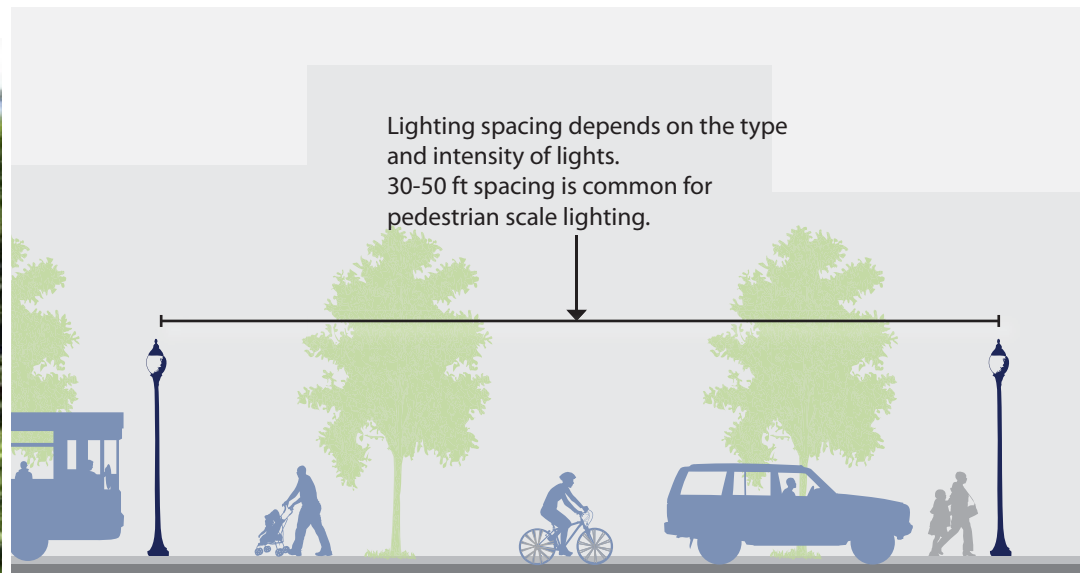 Lighting spacing depends on the type
and intensity of lights.
30-50 ft spacing is common for
pedestrian scale lighting.